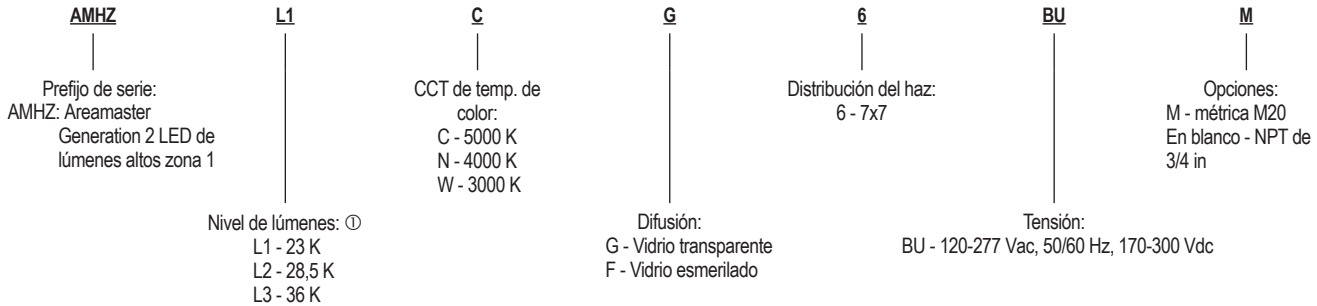 AMHZ L1 C G 6 BU M
Prefijo de serie:
AMHZ: Areamaster
Generation 2 LED de
lúmenes altos zona 1
Nivel de lúmenes: ①
L1 - 23 K
L2 - 28,5 K
L3 - 36 K
CCT de temp. de
color:
C - 5000 K
N - 4000 K
W - 3000 K
Difusión:
G - Vidrio transparente
F - Vidrio esmerilado
Distribución del haz:
6 - 7x7
Tensión:
BU - 120-277 Vac, 50/60 Hz, 170-300 Vdc
Opciones:
M - métrica M20
En blanco - NPT de
3/4 in